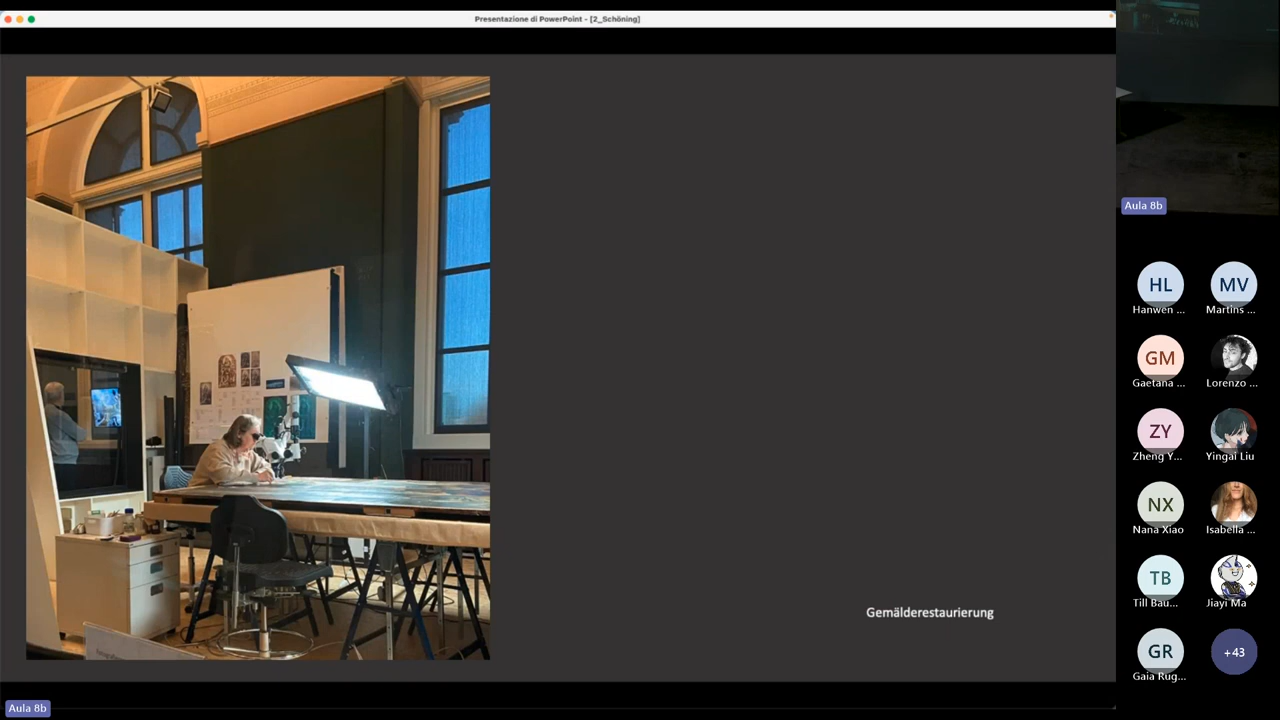 Presentazione di PowerPoint - [2_Schöning]
Gemälderestaurierung
Aula 8b
Aula 8b
HL
Hanwen ...
MV
Martins ...
GM
Gaetana ...
Lorenzo ...
ZY
Zheng Y...
Yingai Liu
NX
Nana Xiao
Isabella ...
TB
Till Bau...
Jiayi Ma
GR
Gaia Rug...
+43